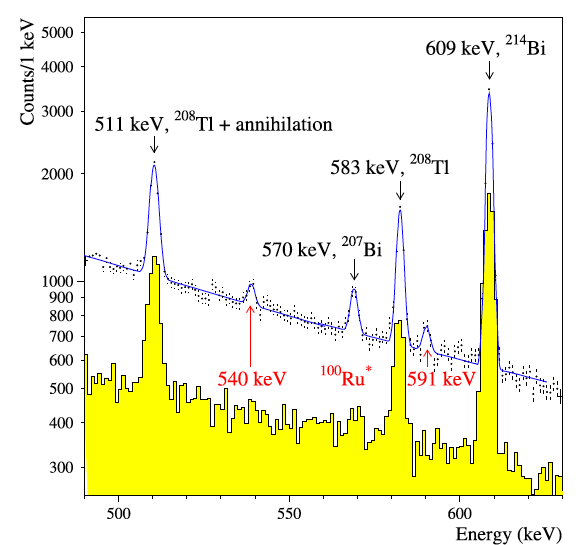 Counts/1 keV
5000
4000
3000
2000
1000
900
800
700
600
500
400
300
609 keV, ²¹⁴Bi
511 keV, ²⁰⁸Tl + annihilation
583 keV, ²⁰⁸Tl
570 keV, ²⁰⁷Bi
540 keV
¹⁰⁰Ru*
591 keV
500
550
600
Energy (keV)